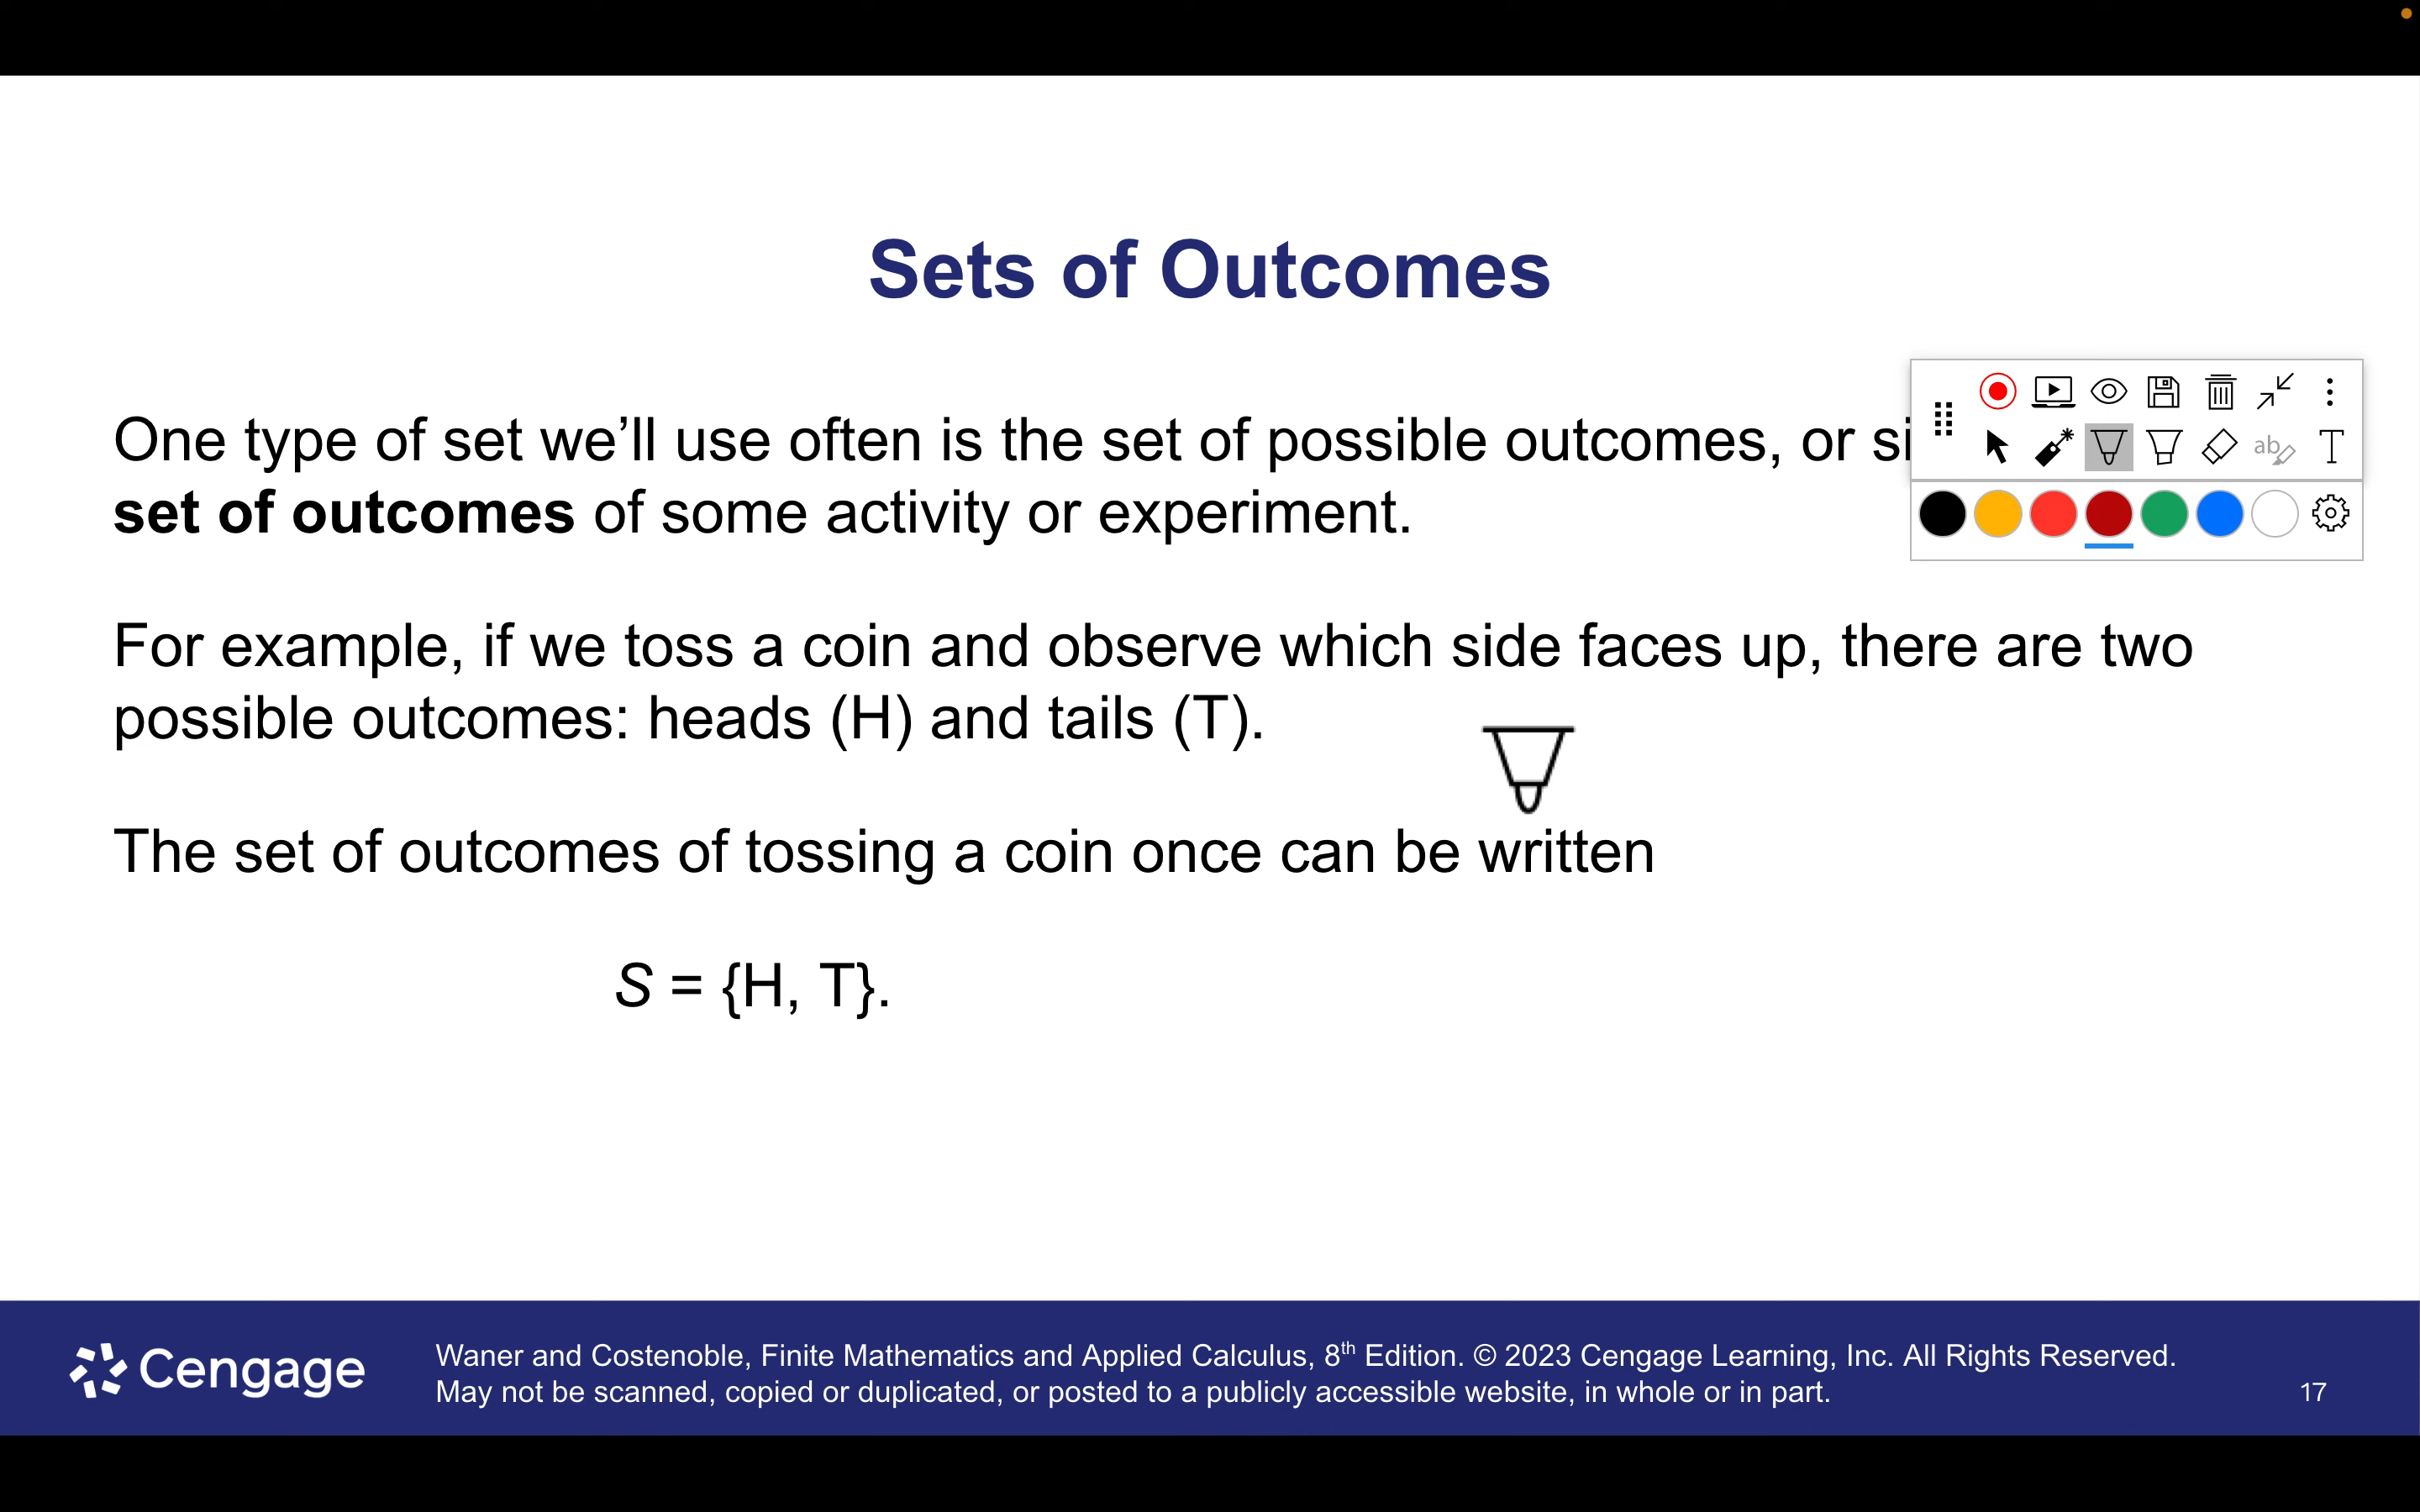 Sets of Outcomes
One type of set we’ll use often is the set of possible outcomes, or
set of outcomes of some activity or experiment.
For example, if we toss a coin and observe which side faces up, there are two
possible outcomes: heads (H) and tails (T).
The set of outcomes of tossing a coin once can be written
S = {H, T}.
ab
T
Cengage
Waner and Costenoble, Finite Mathematics and Applied Calculus, 8th Edition. © 2023 Cengage Learning, Inc. All Rights Reserved.
May not be scanned, copied or duplicated, or posted to a publicly accessible website, in whole or in part.
17